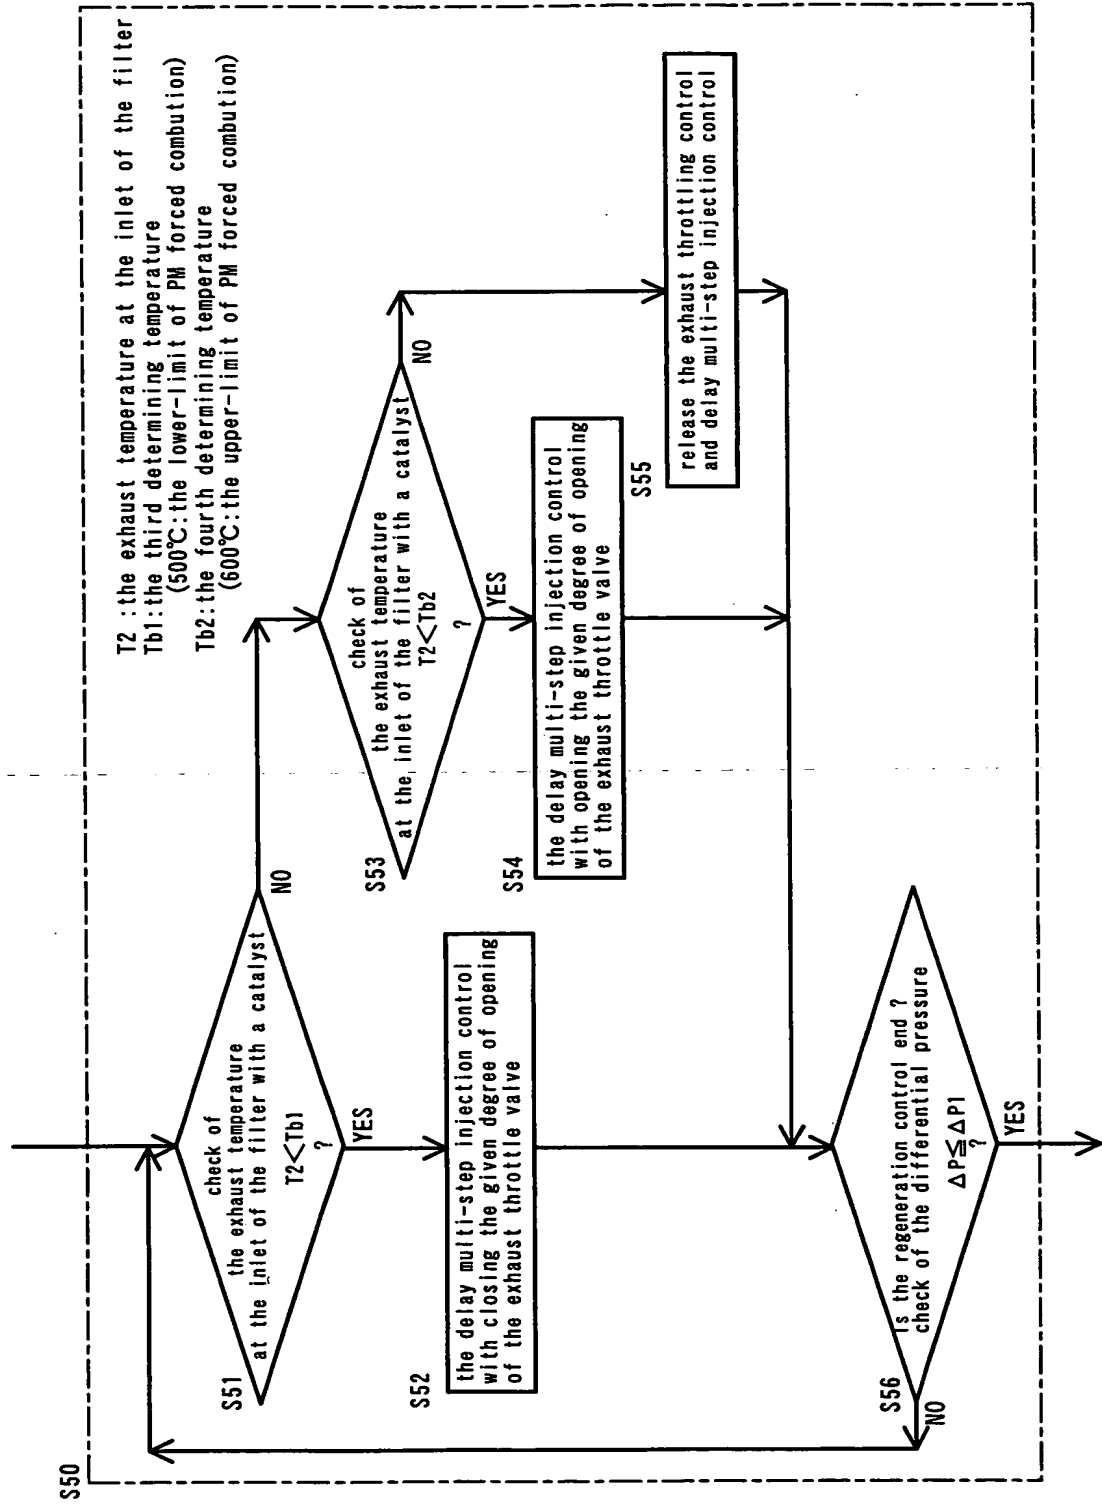 S50
T2 :the exhaust temperature at the inlet of the filter
Tb1:the third determining temperature
(500℃:the lower-limit of PM forced combution)
Tb2:the fourth determining temperature
(600℃:the upper-limit of PM forced combution)
S51
check of
the exhaust temperature
at the inlet of the filter with a catalyst
T2<Tb1
?
NO
YES
S52
the delay multi-step injection control
with closing the given degree of opening
of the exhaust throttle valve
S53
check of
the exhaust temperature
at the inlet of the filter with a catalyst
T2<Tb2
?
NO
YES
S54
the delay multi-step injection control
with opening the given degree of opening
of the exhaust throttle valve
S55
release the exhaust throttling control
and delay multi-step injection control
S56
Is the regeneration control end ?
check of the differential pressure
ΔP≦ΔP1
?
NO
YES